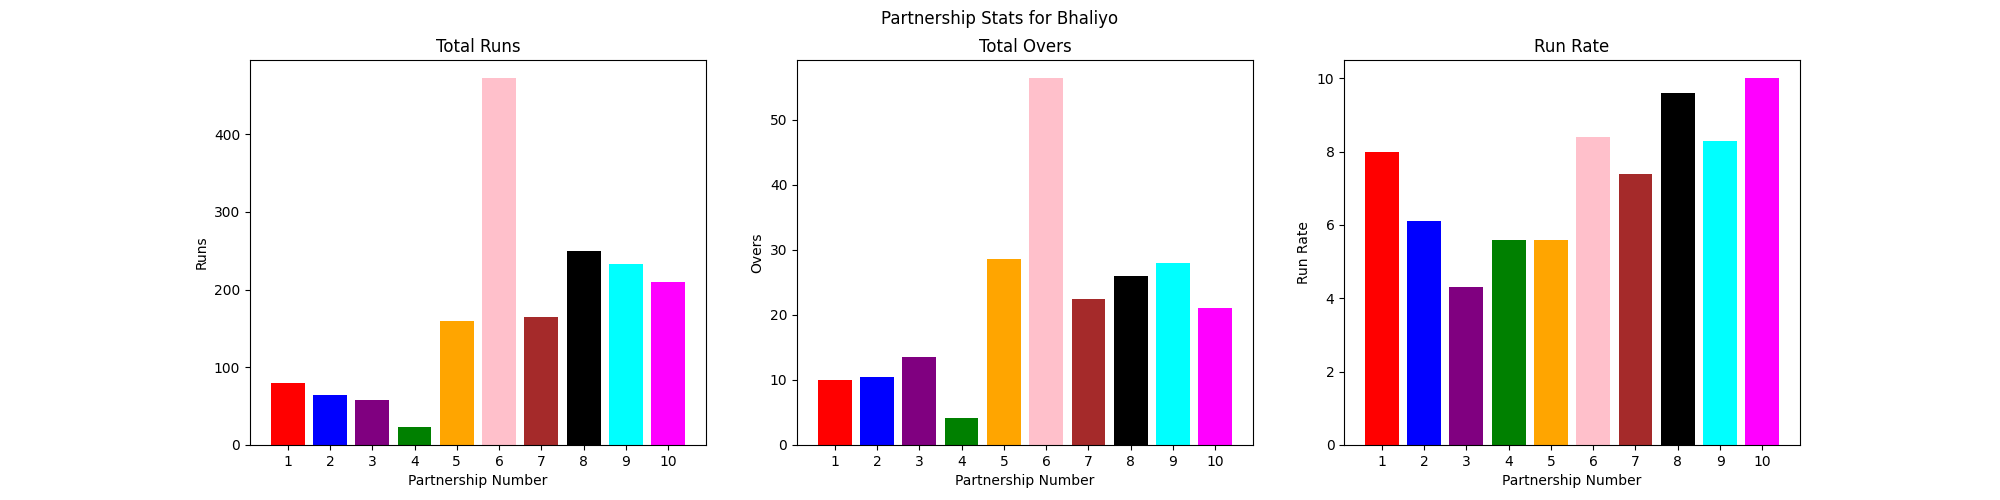 Partnership Stats for Bhaliyo
Total Runs
Runs
400
300
200
100
0
1 2 3 4 5 6 7 8 9 10
Partnership Number
Total Overs
Overs
50
40
30
20
10
0
1 2 3 4 5 6 7 8 9 10
Partnership Number
Run Rate
Run Rate
10
8
6
4
2
0
1 2 3 4 5 6 7 8 9 10
Partnership Number